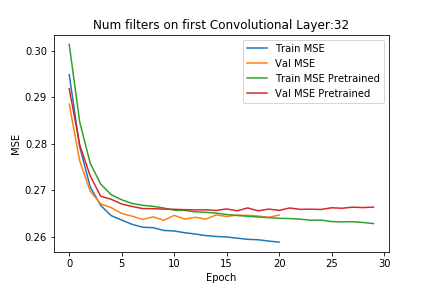 Num filters on first Convolutional Layer:32
Train MSE
Val MSE
Train MSE Pretrained
Val MSE Pretrained
MSE
0.30
0.29
0.28
0.27
0.26
0 5 10 15 20 25 30
Epoch